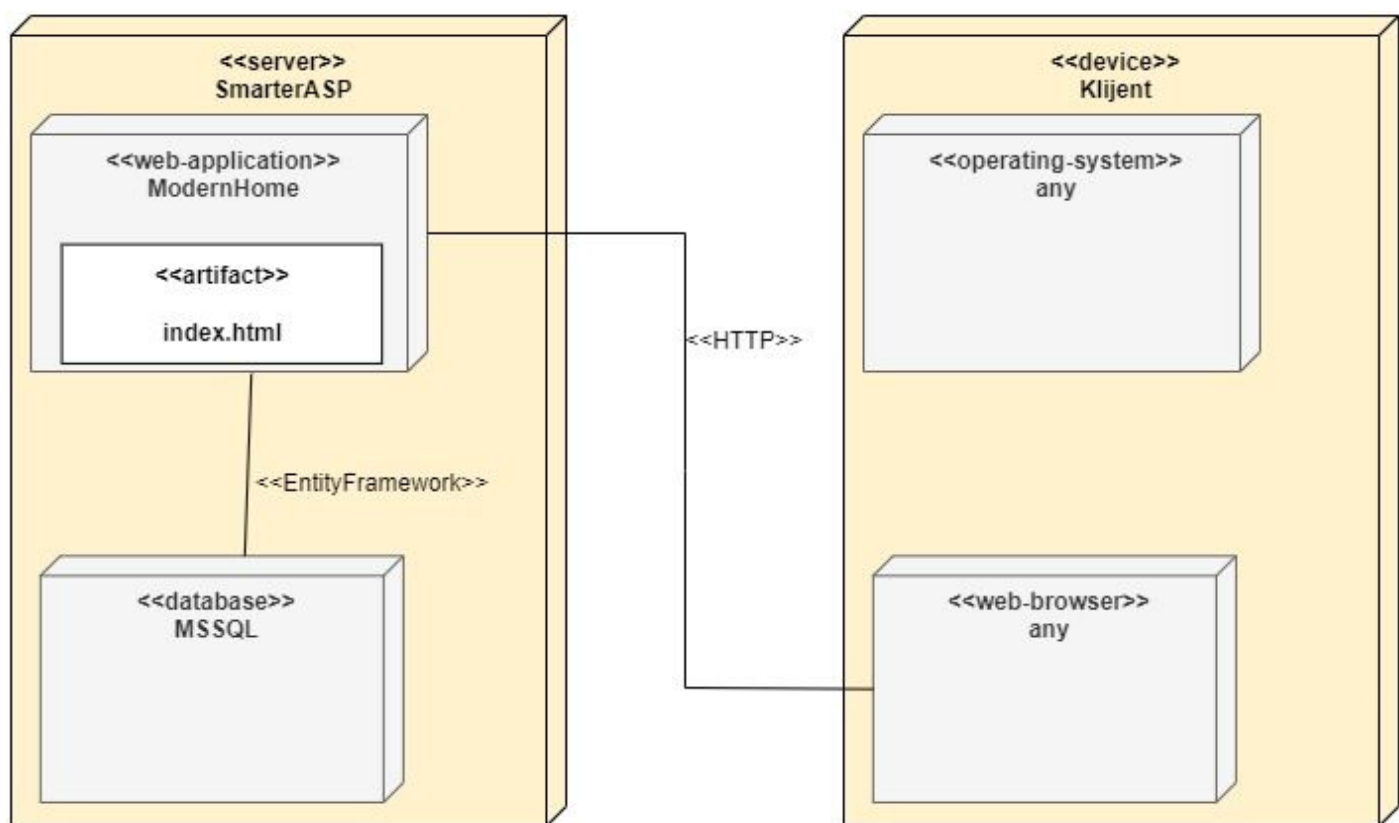 <<server>>
SmarterASP
<<web-application>>
ModernHome
<<artifact>>
index.html
<<EntityFramework>>
<<database>>
MSSQL
<<HTTP>>
<<device>>
Klijent
<<operating-system>>
any
<<web-browser>>
any